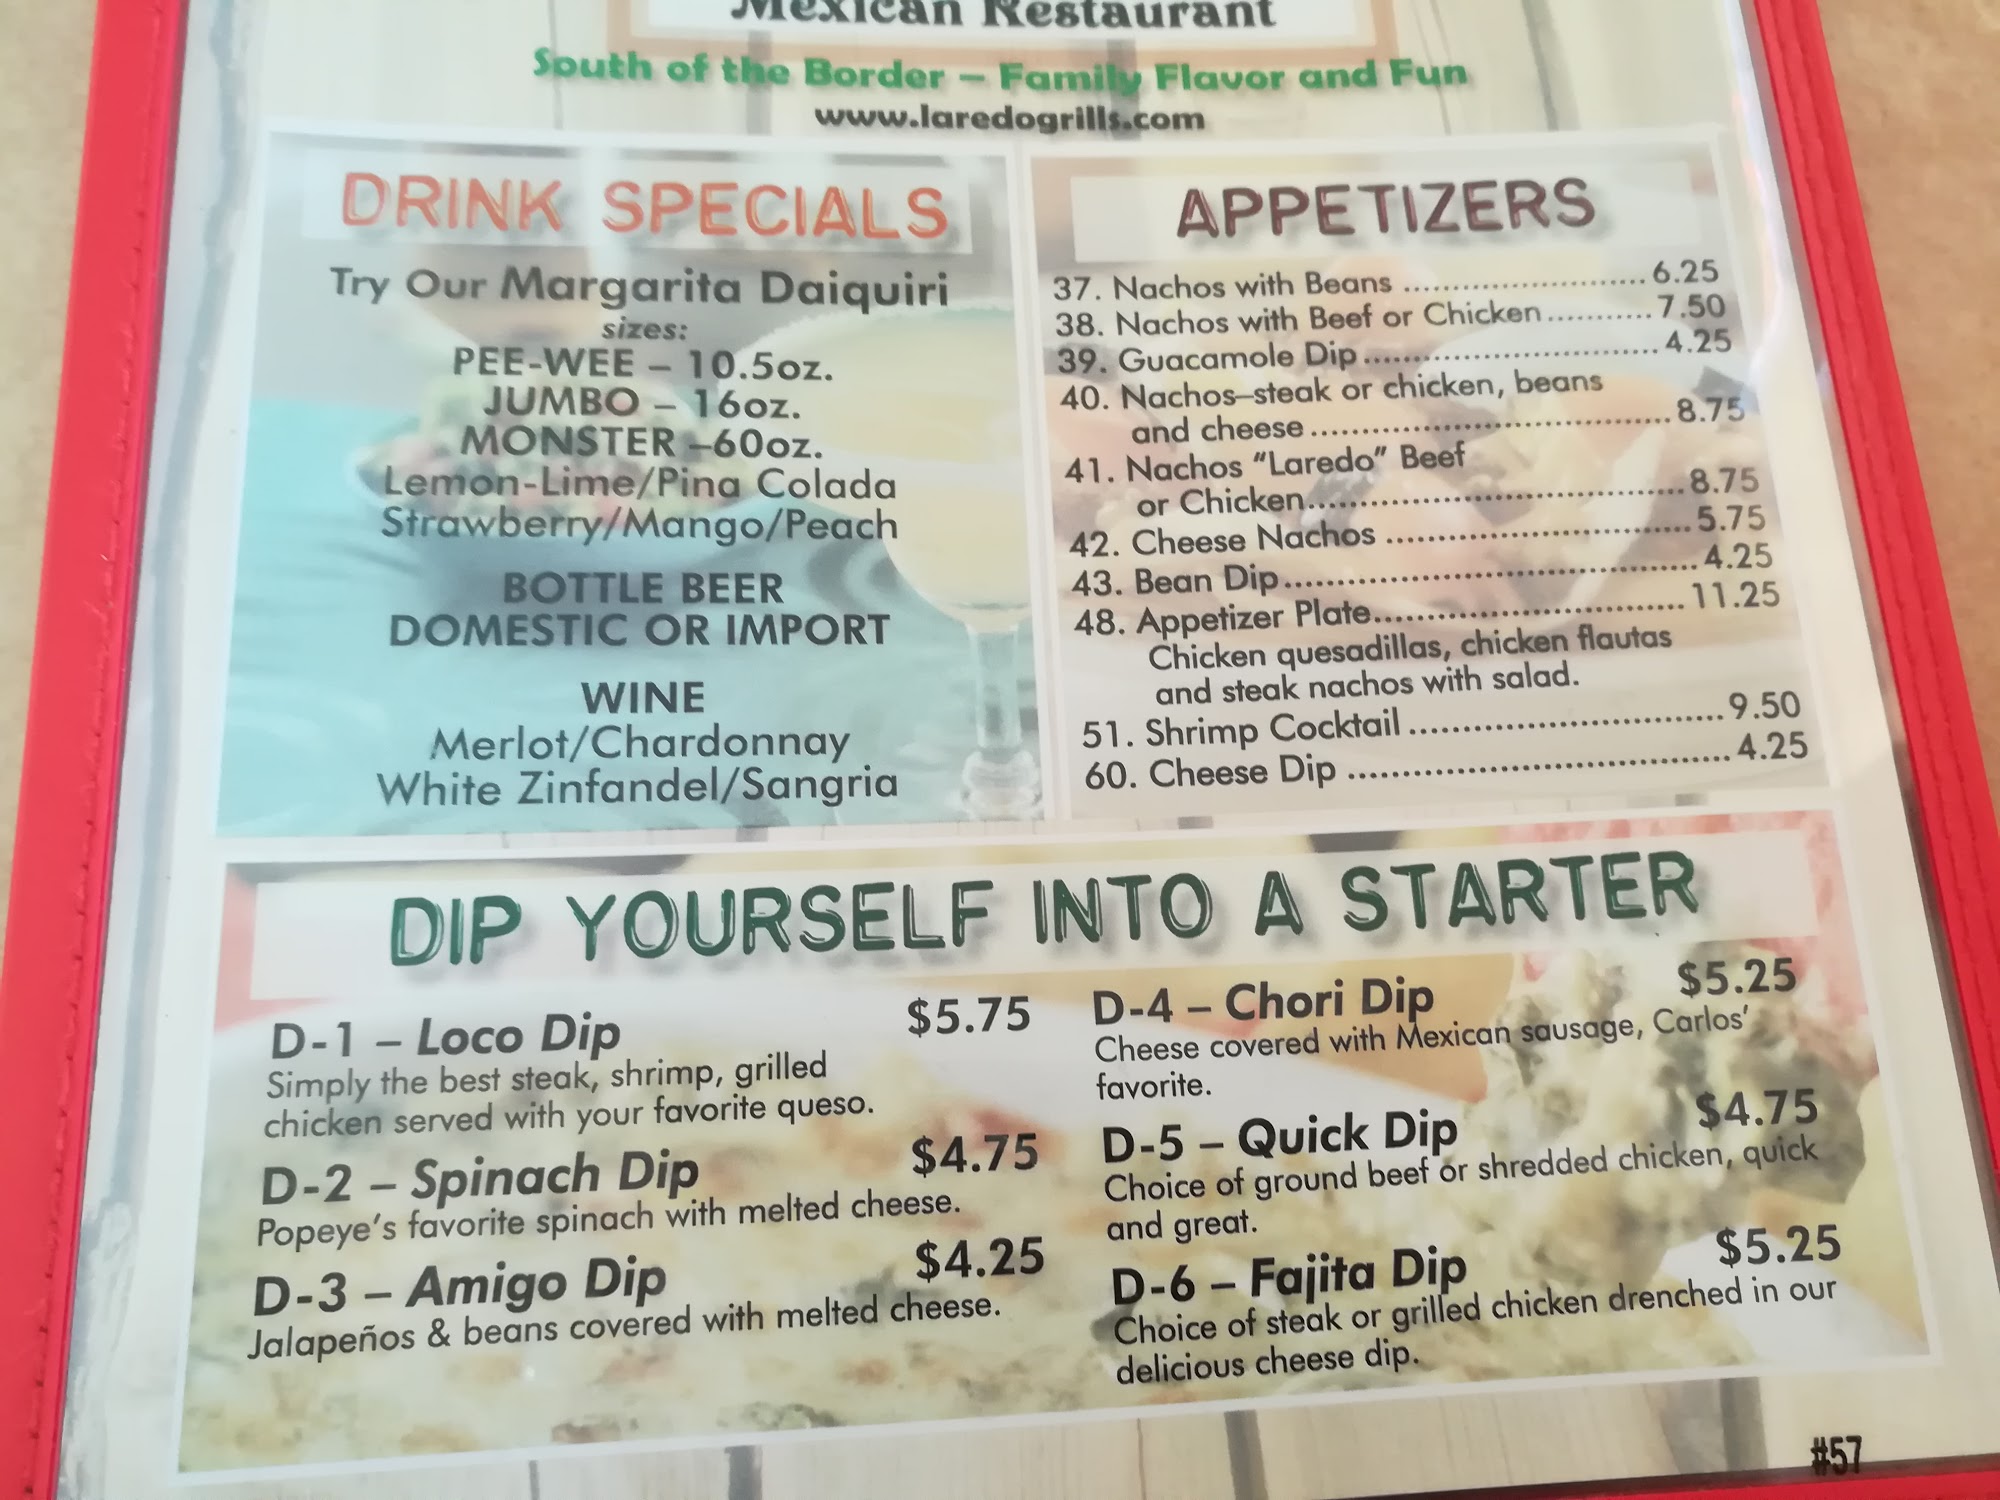 Mexican Restaurant
South of the Border – Family Flavor and Fun
www.laredogrills.com
DRINK SPECIALS
Try Our Margarita Daiquiri
sizes:
PEE-WEE – 10.5oz.
JUMBO – 16oz.
MONSTER –60oz.
Lemon-Lime/Pina Colada
Strawberry/Mango/Peach
BOTTLE BEER
DOMESTIC OR IMPORT
WINE
Merlot/Chardonnay
White Zinfandel/Sangria
APPETIZERS
37. Nachos with Beans ........................... 6.25
38. Nachos with Beef or Chicken ........... 7.50
39. Guacamole Dip ................................ 4.25
40. Nachos–steak or chicken, beans
and cheese ....................................... 8.75
41. Nachos "Laredo" Beef
or Chicken........................................ 8.75
42. Cheese Nachos ................................ 5.75
43. Bean Dip.......................................... 4.25
48. Appetizer Plate................................ 11.25
Chicken quesadillas, chicken flautas
and steak nachos with salad.
51. Shrimp Cocktail ................................ 9.50
60. Cheese Dip ...................................... 4.25
DIP YOURSELF INTO A STARTER
D-1 – Loco Dip $5.75
Simply the best steak, shrimp, grilled
chicken served with your favorite queso.
D-2 – Spinach Dip $4.75
Popeye's favorite spinach with melted cheese.
D-3 – Amigo Dip $4.25
Jalapeños & beans covered with melted cheese.
D-4 – Chori Dip $5.25
Cheese covered with Mexican sausage, Carlos'
favorite.
D-5 – Quick Dip $4.75
Choice of ground beef or shredded chicken, quick
and great.
D-6 – Fajita Dip $5.25
Choice of steak or grilled chicken drenched in our
delicious cheese dip.
#57